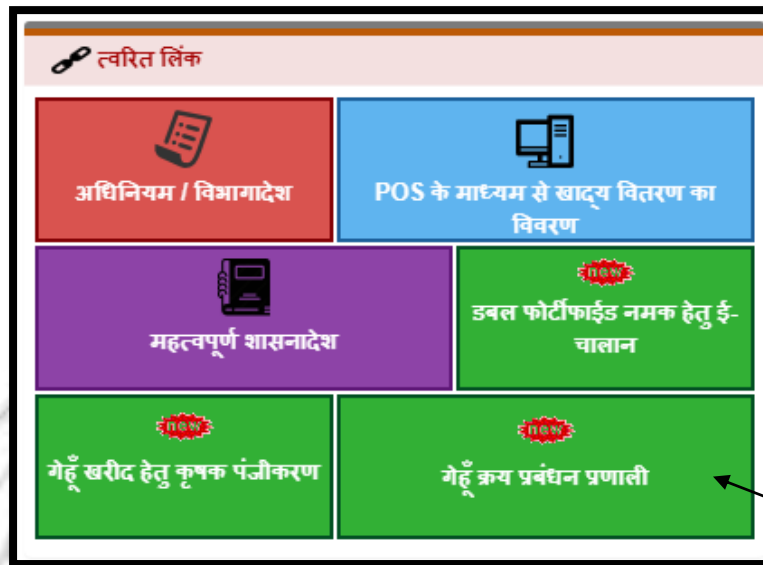 त्वरित लिंक
अधिनियम / विभागादेश
POS के माध्यम से खाद्य वितरण का
विवरण
महत्वपूर्ण शासनादेश
new
डबल फोर्टीफाईड नमक हेतु ई-
चालान
new
गेहूँ खरीद हेतु कृषक पंजीकरण
new
गेहूँ क्रय प्रबंधन प्रणाली